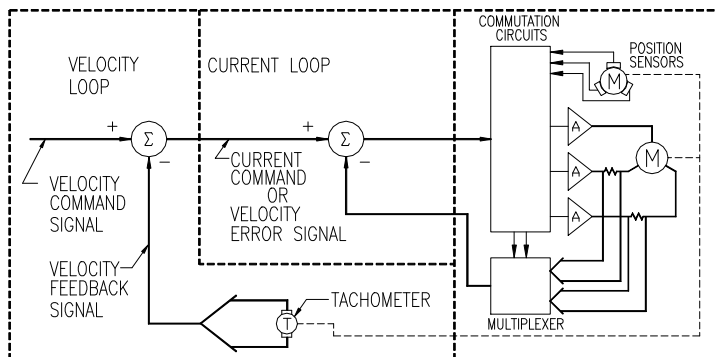 COMMUTATION
CIRCUITS
POSITION
SENSORS
M
VELOCITY
LOOP
CURRENT LOOP
+
Σ
−
+
Σ
−
A
M
A
A
VELOCITY
COMMAND
SIGNAL
CURRENT
COMMAND
OR
VELOCITY
ERROR SIGNAL
VELOCITY
FEEDBACK
SIGNAL
TACHOMETER
T
MULTIPLEXER